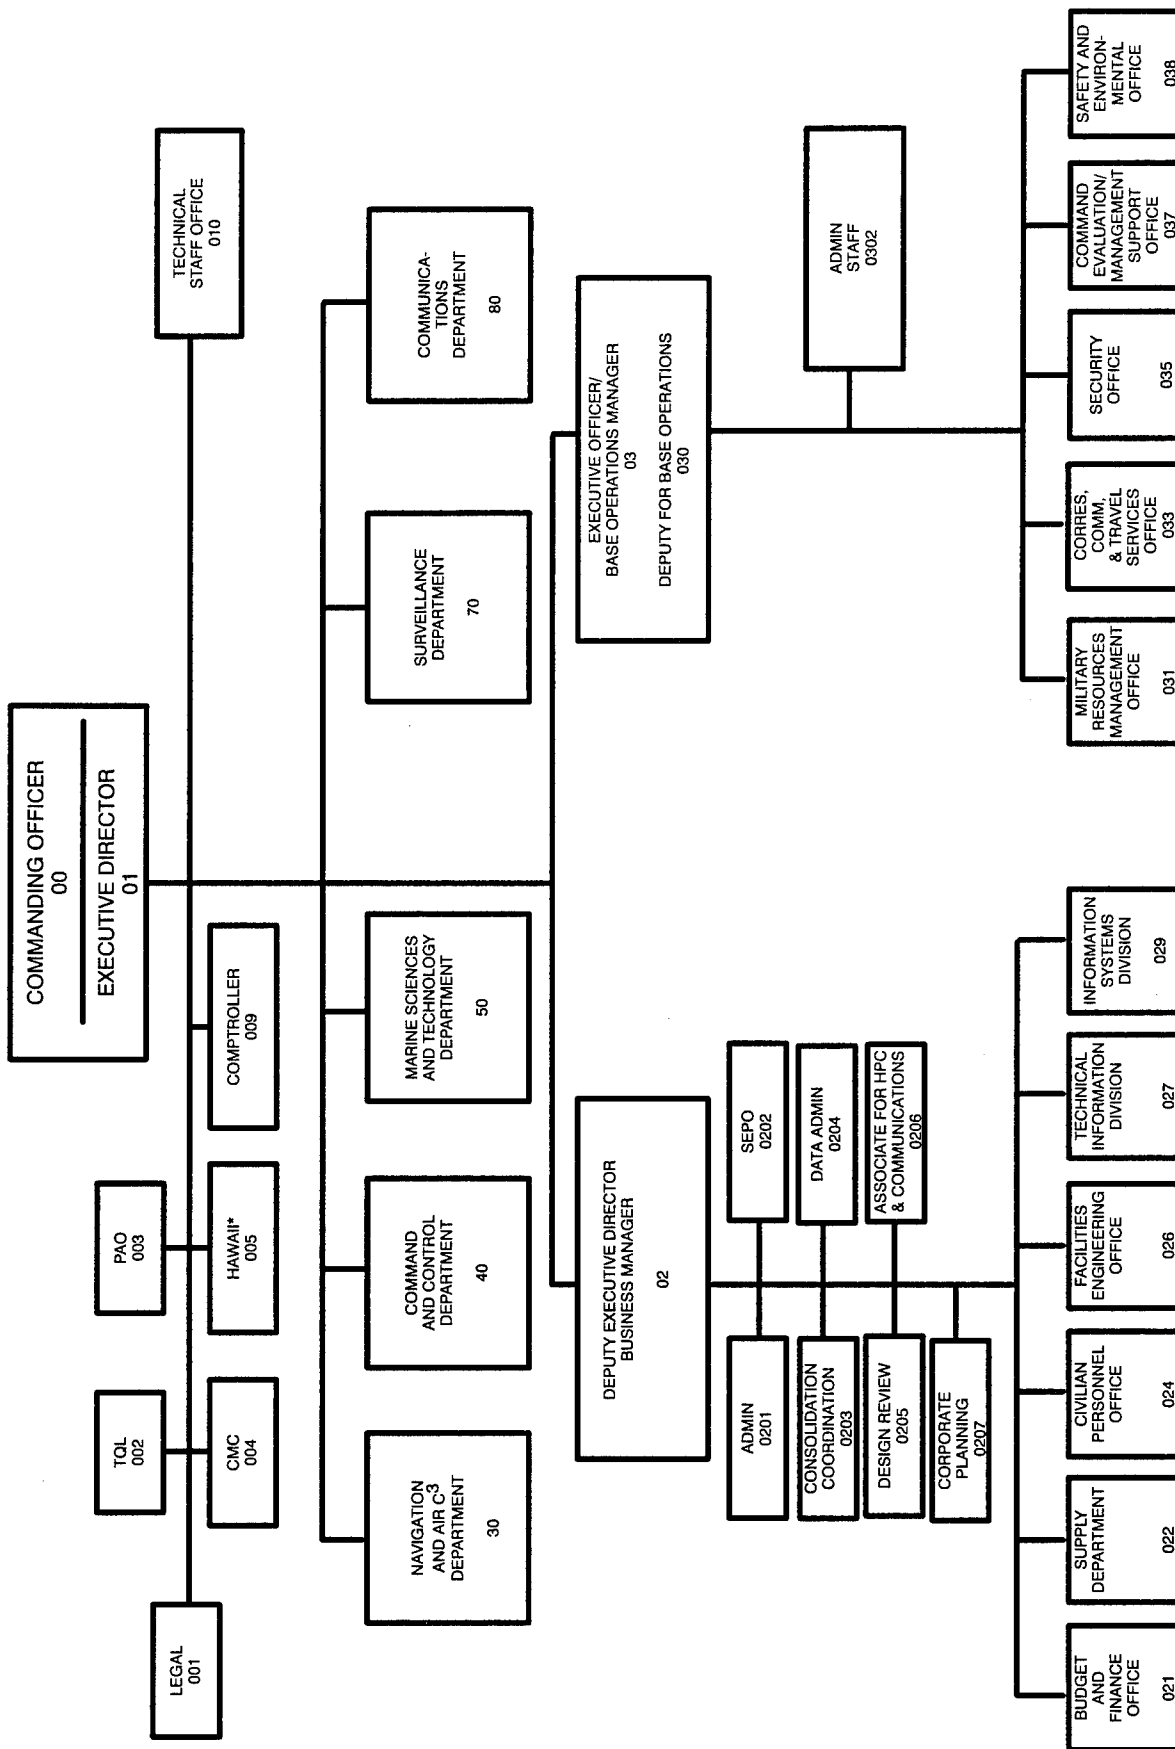 COMMANDING OFFICER
00
EXECUTIVE DIRECTOR
01
LEGAL
001
TQL
002
PAO
003
CMC
004
HAWAII*
005
COMPTROLLER
009
TECHNICAL
STAFF OFFICE
010
NAVIGATION
AND AIR C³
DEPARTMENT
30
COMMAND
AND CONTROL
DEPARTMENT
40
MARINE SCIENCES
AND TECHNOLOGY
DEPARTMENT
50
SURVEILLANCE
DEPARTMENT
70
COMMUNICA-
TIONS
DEPARTMENT
80
DEPUTY EXECUTIVE DIRECTOR
BUSINESS MANAGER
02
EXECUTIVE OFFICER/
BASE OPERATIONS MANAGER
03
DEPUTY FOR BASE OPERATIONS
030
ADMIN
0201
SEPO
0202
CONSOLIDATION
COORDINATION
0203
DATA ADMIN
0204
DESIGN REVIEW
0205
ASSOCIATE FOR HPC
& COMMUNICATIONS
0206
CORPORATE
PLANNING
0207
ADMIN
STAFF
0302
BUDGET
AND
FINANCE
OFFICE
021
SUPPLY
DEPARTMENT
022
CIVILIAN
PERSONNEL
OFFICE
024
FACILITIES
ENGINEERING
OFFICE
026
TECHNICAL
INFORMATION
DIVISION
027
INFORMATION
SYSTEMS
DIVISION
029
MILITARY
RESOURCES
MANAGEMENT
OFFICE
031
CORRES,
COMM,
& TRAVEL
SERVICES
OFFICE
033
SECURITY
OFFICE
035
COMMAND
EVALUATION/
MANAGEMENT
SUPPORT
OFFICE
037
SAFETY AND
ENVIRON-
MENTAL
OFFICE
038